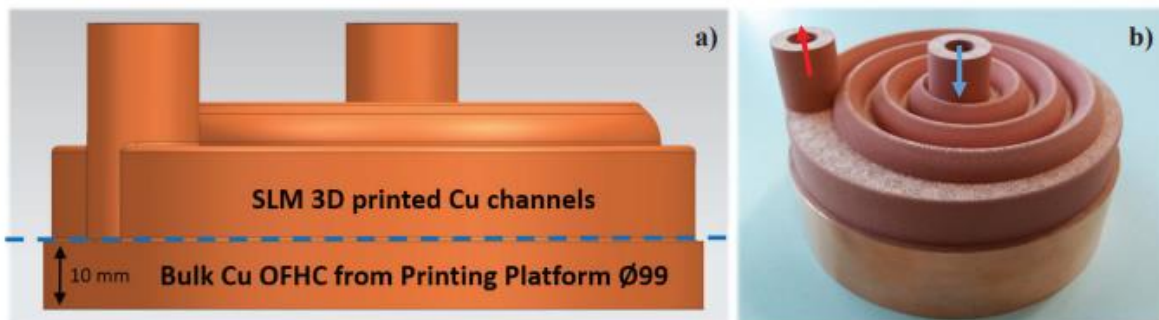 a)
SLM 3D printed Cu channels
10 mm
Bulk Cu OFHC from Printing Platform Ø99
b)